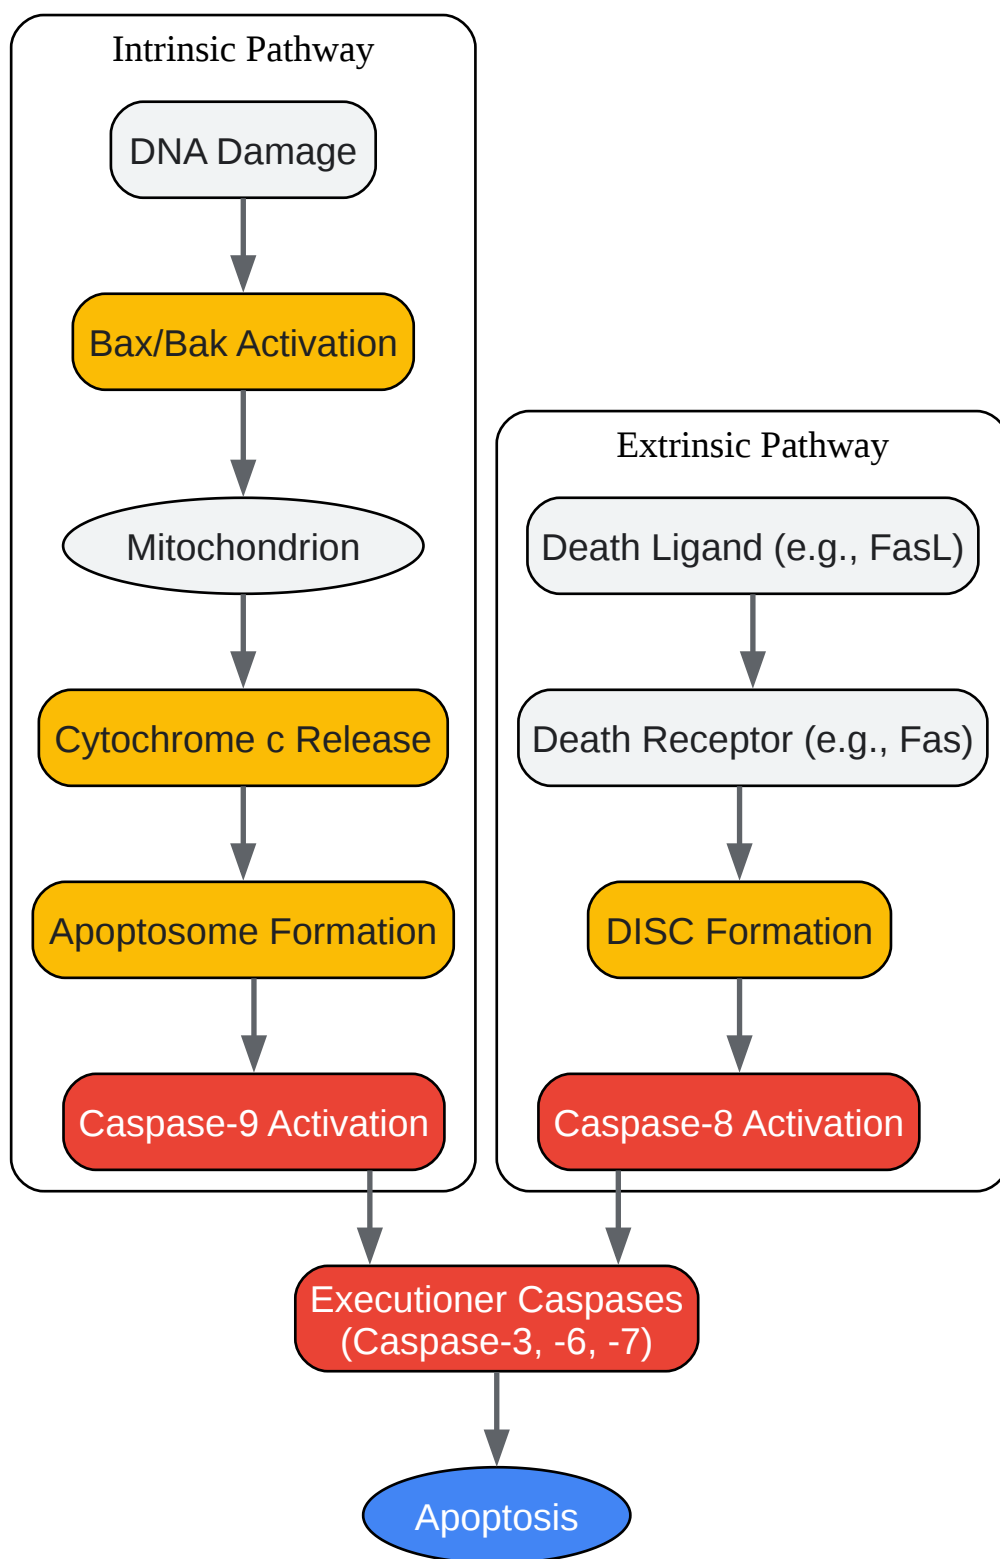 Intrinsic Pathway
DNA Damage
Bax/Bak Activation
Mitochondrion
Cytochrome c Release
Apoptosome Formation
Caspase-9 Activation
Extrinsic Pathway
Death Ligand (e.g., FasL)
Death Receptor (e.g., Fas)
DISC Formation
Caspase-8 Activation
Executioner Caspases
(Caspase-3, -6, -7)
Apoptosis